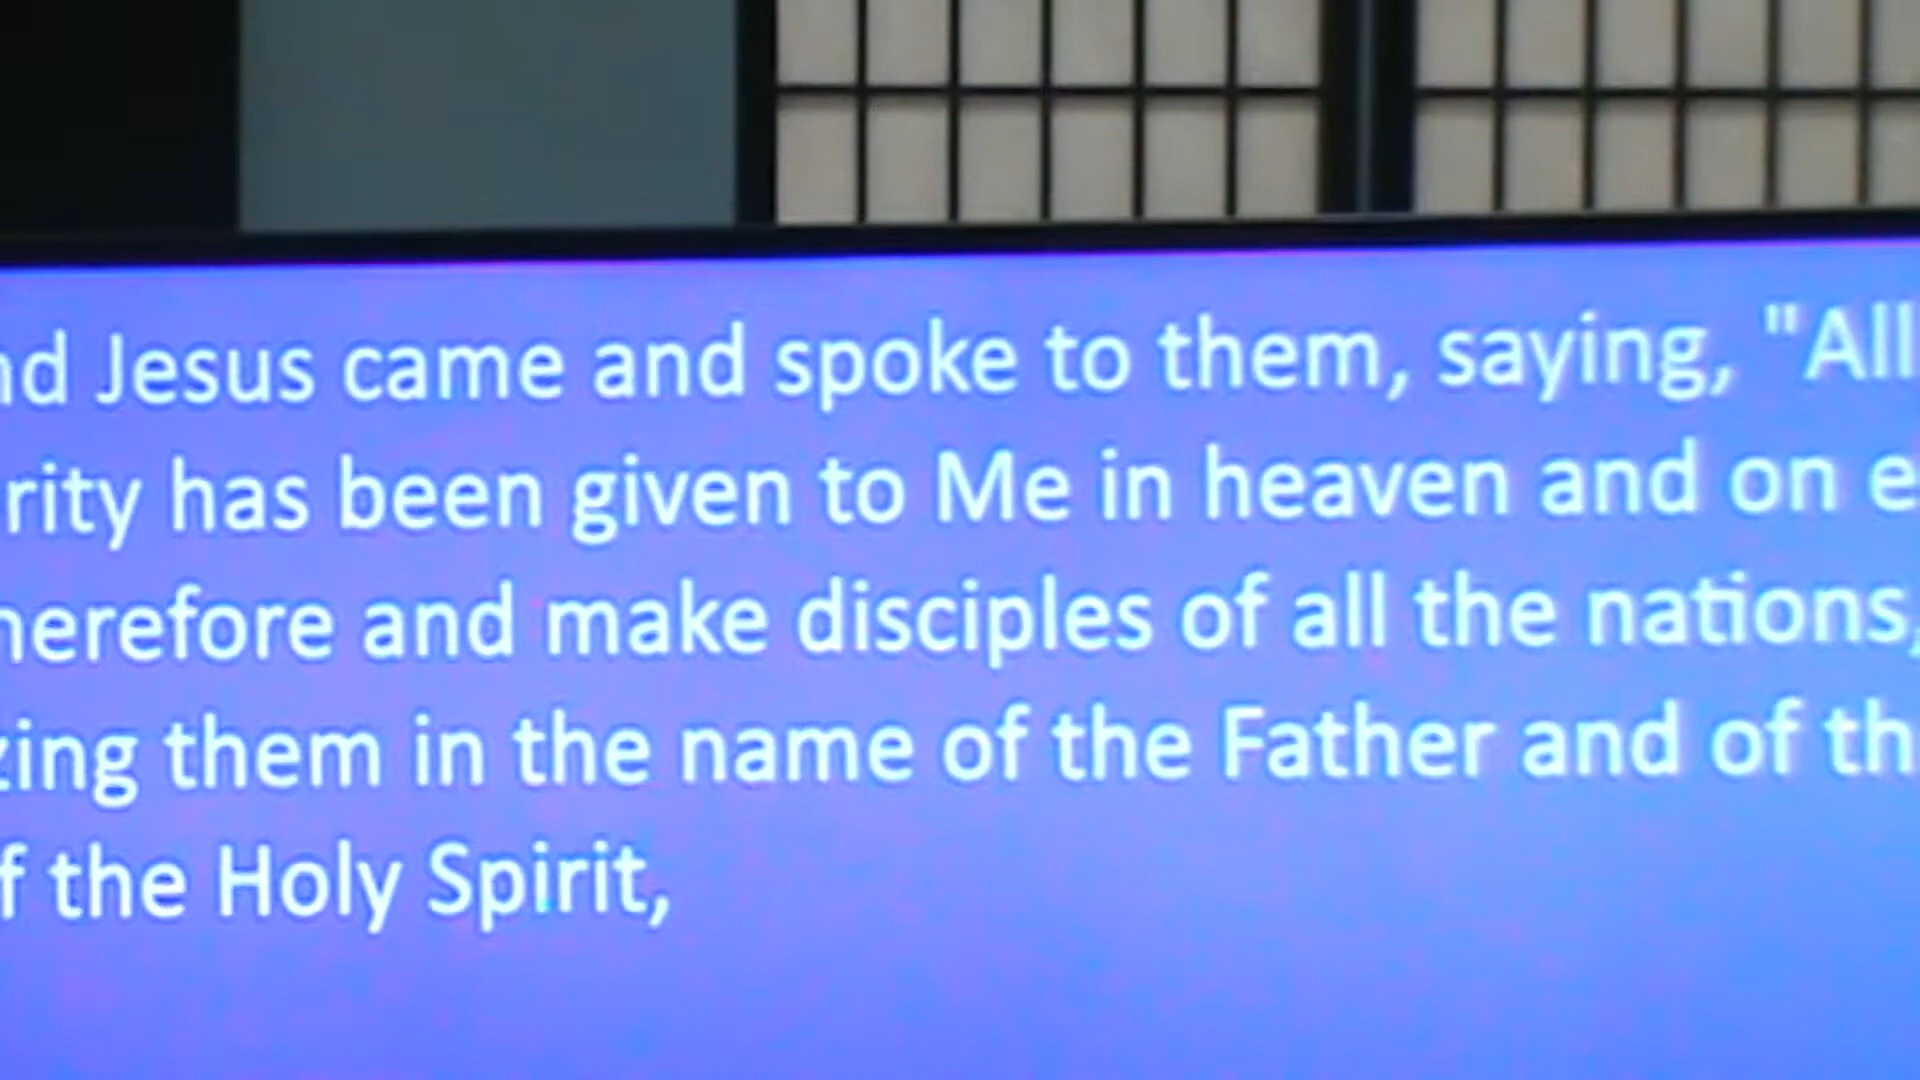 nd Jesus came and spoke to them, saying, "All
rity has been given to Me in heaven and on e
herefore and make disciples of all the nations,
zing them in the name of the Father and of th
f the Holy Spirit,